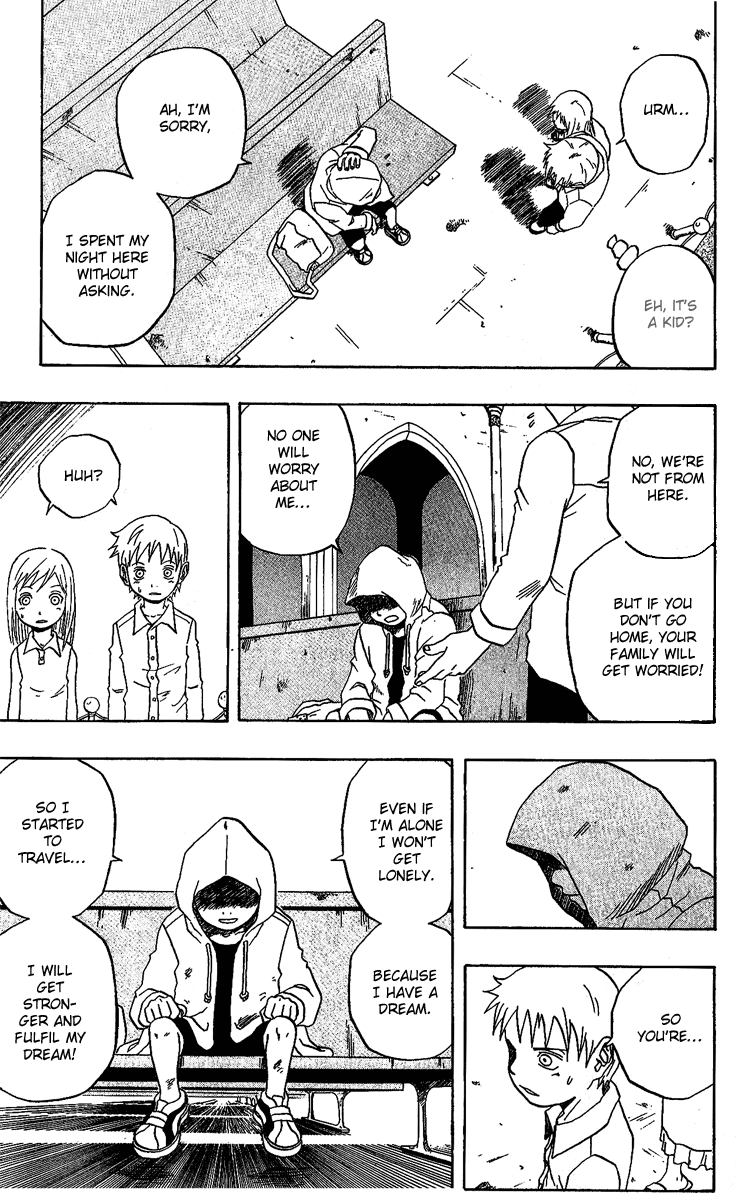 URM...
EH, IT'S
A KID?
AH, I'M
SORRY,
I SPENT MY
NIGHT HERE
WITHOUT
ASKING.
NO, WE'RE
NOT FROM
HERE.
BUT IF YOU
DON'T GO
HOME, YOUR
FAMILY WILL
GET WORRIED!
NO ONE
WILL
WORRY
ABOUT
ME...
HUH?
SO
YOU'RE...
EVEN IF
I'M ALONE
I WON'T
GET
LONELY.
BECAUSE
I HAVE A
DREAM.
SO I
STARTED
TO
TRAVEL...
I WILL
GET
STRON-
GER AND
FULFIL MY
DREAM!